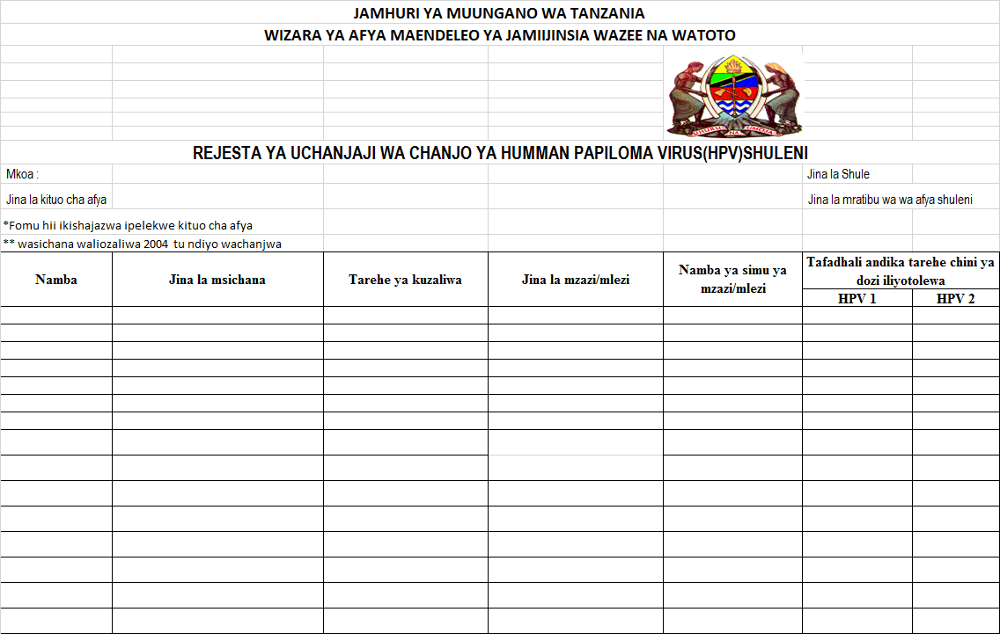 JAMHURI YA MUUNGANO WA TANZANIA
WIZARA YA AFYA MAENDELEO YA JAMIIJINSIA WAZEE NA WATOTO
UHURU NA UMOJA
REJESTA YA UCHANJAJI WA CHANJO YA HUMMAN PAPILOMA VIRUS(HPV)SHULENI
Mkoa : Jina la Shule
Jina la kituo cha afya Jina la mratibu wa wa afya shuleni
*Fomu hii ikishajazwa ipelekwe kituo cha afya
** wasichana waliozaliwa 2004 tu ndiyo wachanjwa
Namba Jina la msichana Tarehe ya kuzaliwa Jina la mzazi/mlezi Namba ya simu ya mzazi/mlezi Tafadhali andika tarehe chini ya dozi iliyotolewa
HPV 1 HPV 2